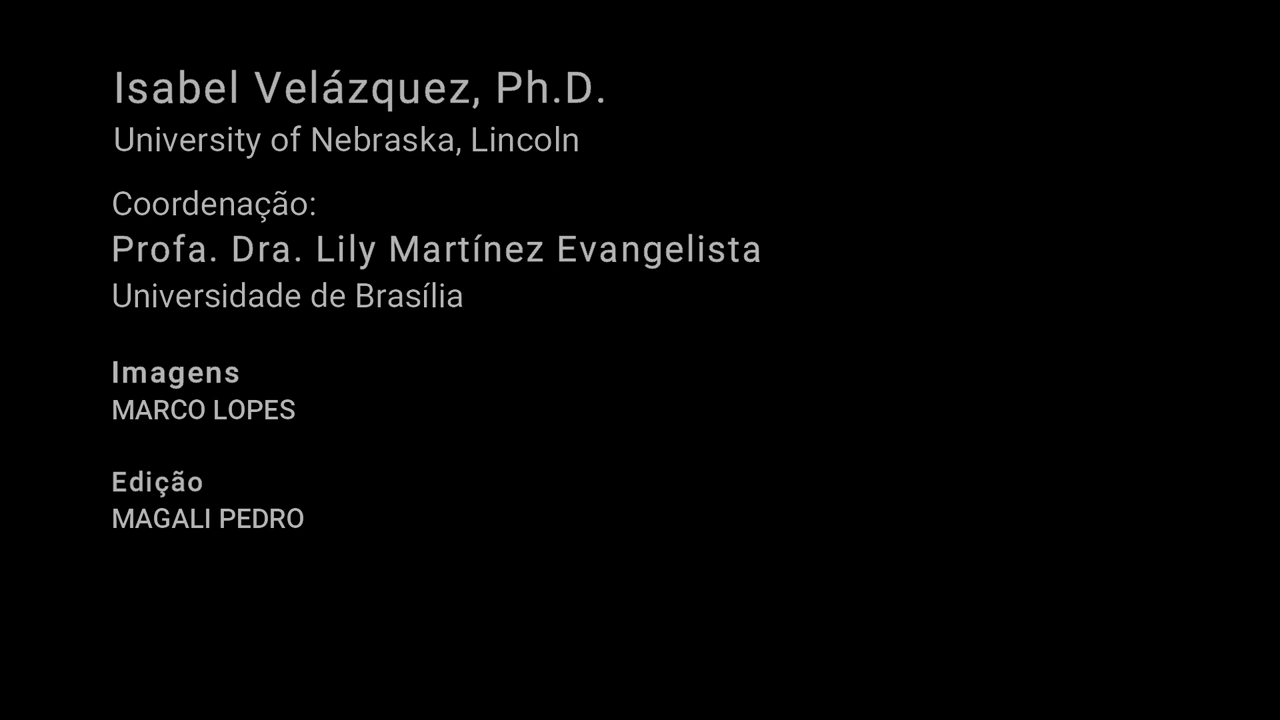 Isabel Velázquez, Ph.D.
University of Nebraska, Lincoln
Coordenação:
Profa. Dra. Lily Martínez Evangelista
Universidade de Brasília
Imagens
MARCO LOPES
Edição
MAGALI PEDRO